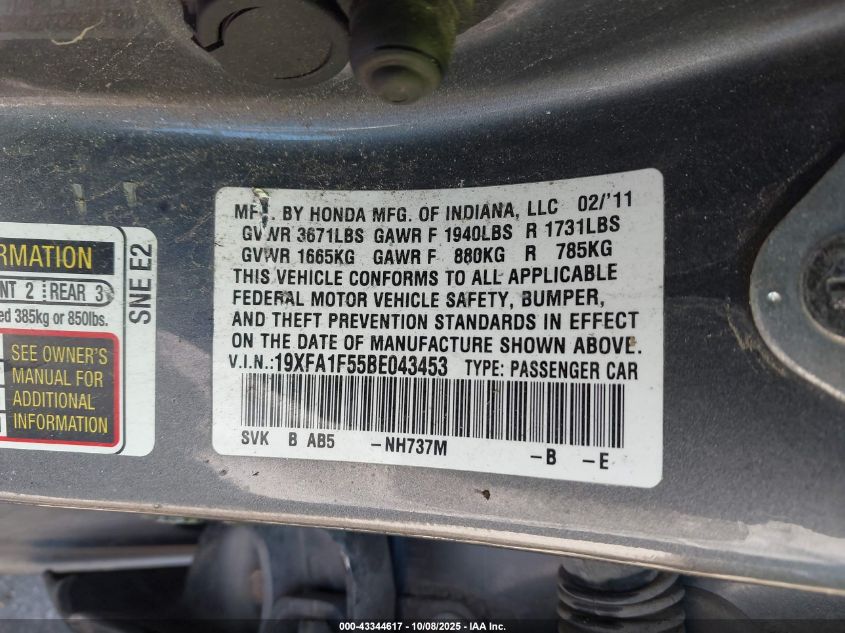 MFD. BY HONDA MFG. OF INDIANA, LLC 02/'11
GVWR 3671LBS GAWR F 1940LBS R 1731LBS
GVWR 1665KG GAWR F 880KG R 785KG
THIS VEHICLE CONFORMS TO ALL APPLICABLE
FEDERAL MOTOR VEHICLE SAFETY, BUMPER,
AND THEFT PREVENTION STANDARDS IN EFFECT
ON THE DATE OF MANUFACTURE SHOWN ABOVE.
V.I.N.:19XFA1F55BE043453 TYPE: PASSENGER CAR
SVK B AB5 -NH737M -B -E
RMATION
NT 2 REAR 3
ed 385kg or 850lbs.
SEE OWNER'S
MANUAL FOR
ADDITIONAL
INFORMATION
SNE E2
000-43344617 - 10/08/2025 - IAA Inc.